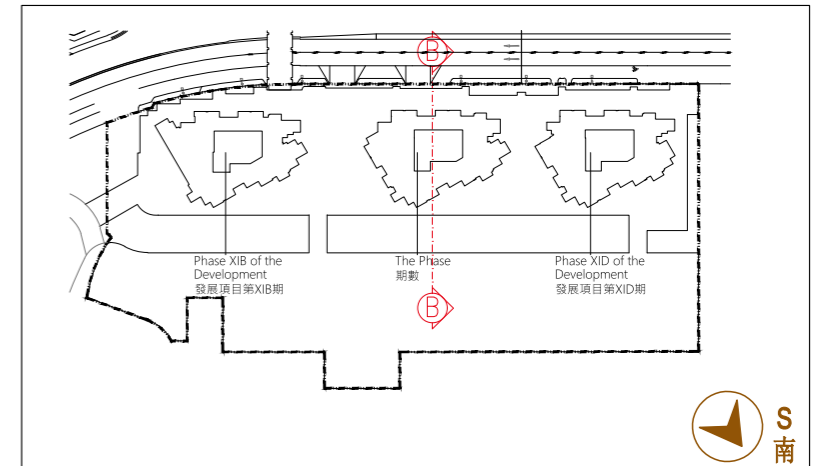 B
Phase XIB of the
Development
發展項目第XIB期
The Phase
期數
Phase XID of the
Development
發展項目第XID期
B
S
南